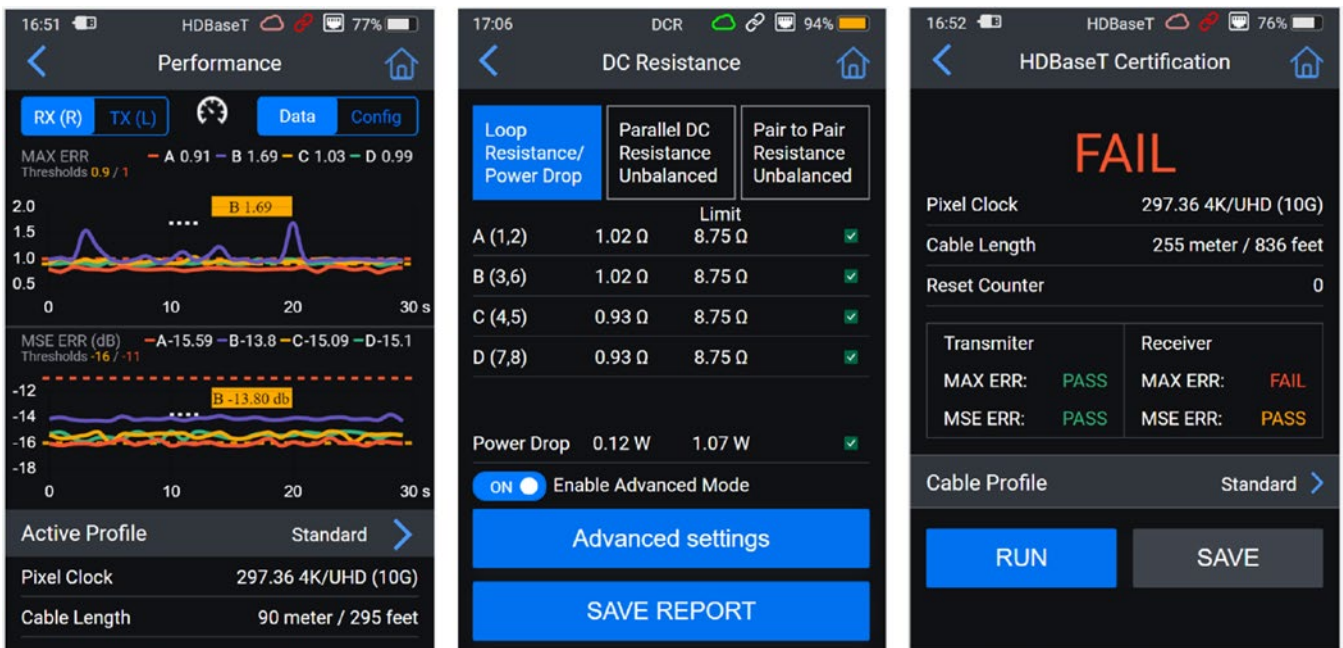 16:51 HDBaseT 77%
Performance
RX (R) TX (L) Data Config
MAX ERR A 0.91 B 1.69 C 1.03 D 0.99
Thresholds 0.9 / 1
B 1.69
2.0
1.5
1.0
0.5
0 10 20 30 s
MSE ERR (dB) A-15.59 B-13.8 C-15.09 D-15.1
Thresholds -16 / -11
B -13.80 db
-12
-14
-16
-18
0 10 20 30 s
Active Profile Standard
Pixel Clock 297.36 4K/UHD (10G)
Cable Length 90 meter / 295 feet
17:06 DCR 94%
DC Resistance
Loop
Resistance/
Power Drop
Parallel DC
Resistance
Unbalanced
Pair to Pair
Resistance
Unbalanced
Limit
A (1,2) 1.02 Ω 8.75 Ω
B (3,6) 1.02 Ω 8.75 Ω
C (4,5) 0.93 Ω 8.75 Ω
D (7,8) 0.93 Ω 8.75 Ω
Power Drop 0.12 W 1.07 W
ON Enable Advanced Mode
Advanced settings
SAVE REPORT
16:52 HDBaseT 76%
HDBaseT Certification
FAIL
Pixel Clock 297.36 4K/UHD (10G)
Cable Length 255 meter / 836 feet
Reset Counter 0
Transmiter
MAX ERR: PASS
MSE ERR: PASS
Receiver
MAX ERR: FAIL
MSE ERR: PASS
Cable Profile Standard
RUN SAVE